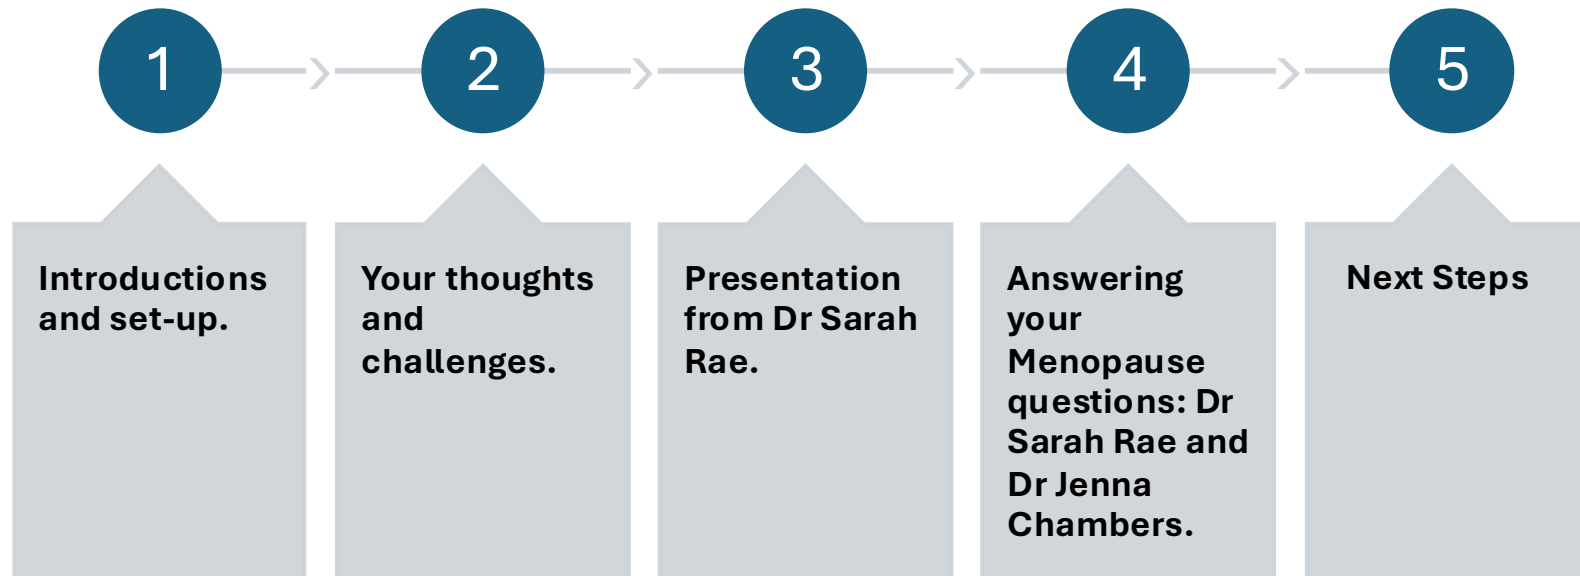 1
2
3
4
5
Introductions
and set-up.
Your thoughts
and
challenges.
Presentation
from Dr Sarah
Rae.
Answering
your
Menopause
questions: Dr
Sarah Rae and
Dr Jenna
Chambers.
Next Steps